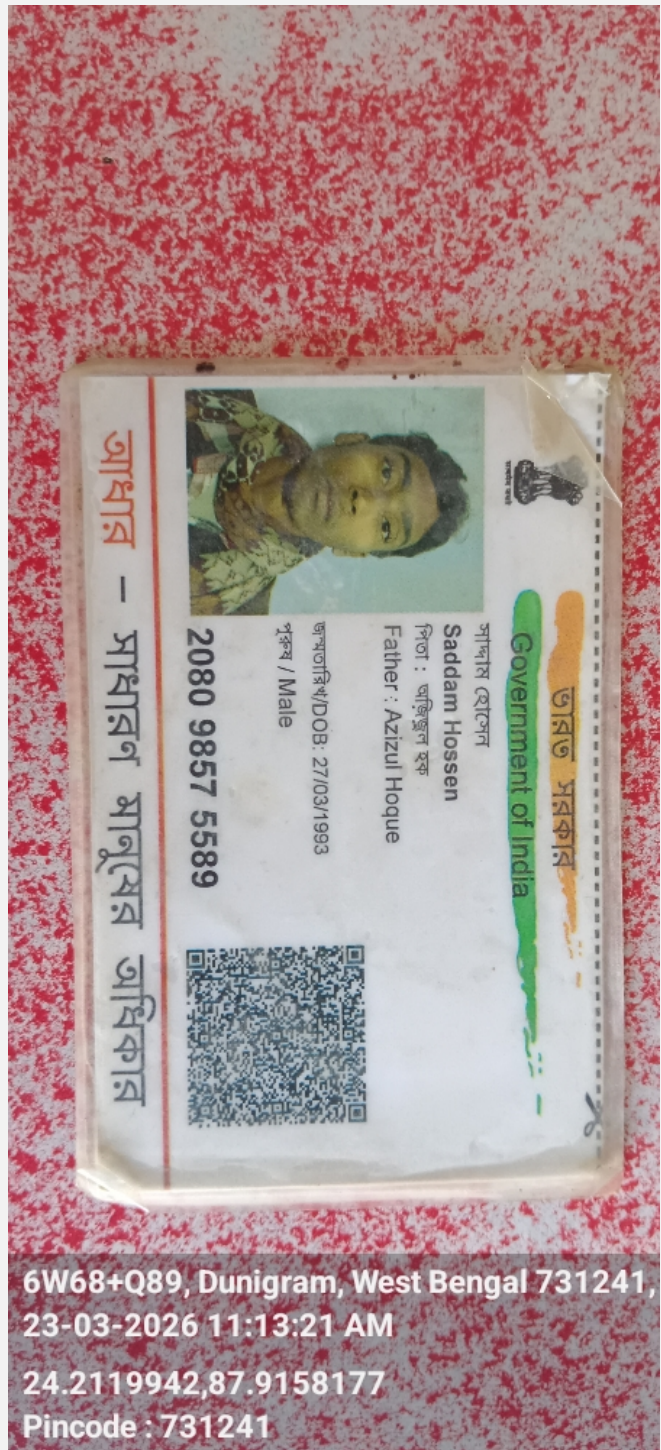 ভারত সরকার
Government of India
সাদ্দাম হোসেন
Saddam Hossen
পিতা : আজিজুল হক
Father : Azizul Hoque
জন্মতারিখ/DOB: 27/03/1993
পুরুষ / Male
2080 9857 5589
আধার – সাধারণ মানুষের অধিকার
6W68+Q89, Dunigram, West Bengal 731241,
23-03-2026 11:13:21 AM
24.2119942,87.9158177
Pincode : 731241